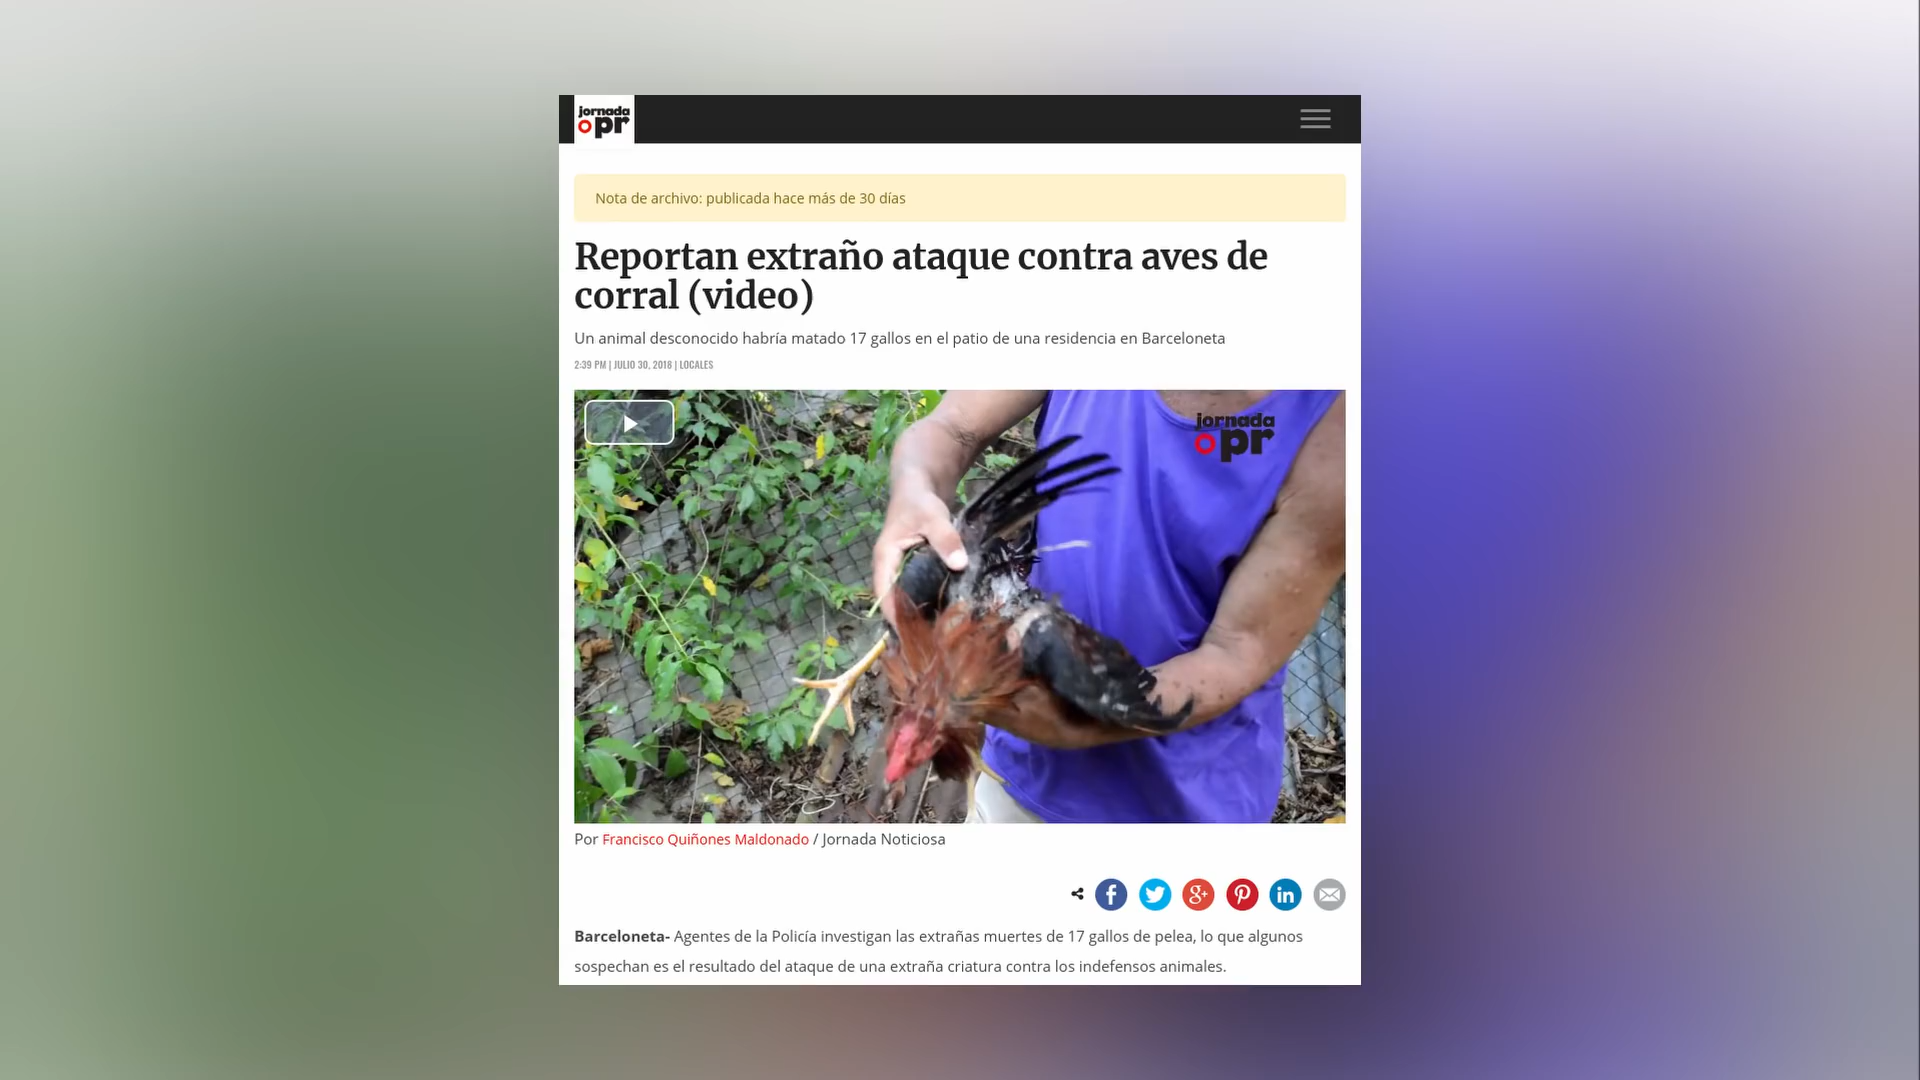 jornada
pr
Nota de archivo: publicada hace más de 30 días
Reportan extraño ataque contra aves de
corral (video)
Un animal desconocido habría matado 17 gallos en el patio de una residencia en Barceloneta
2:39 PM | JULIO 30, 2018 | LOCALES
jornada
pr
Por Francisco Quiñones Maldonado / Jornada Noticiosa
Barceloneta- Agentes de la Policía investigan las extrañas muertes de 17 gallos de pelea, lo que algunos
sospechan es el resultado del ataque de una extraña criatura contra los indefensos animales.